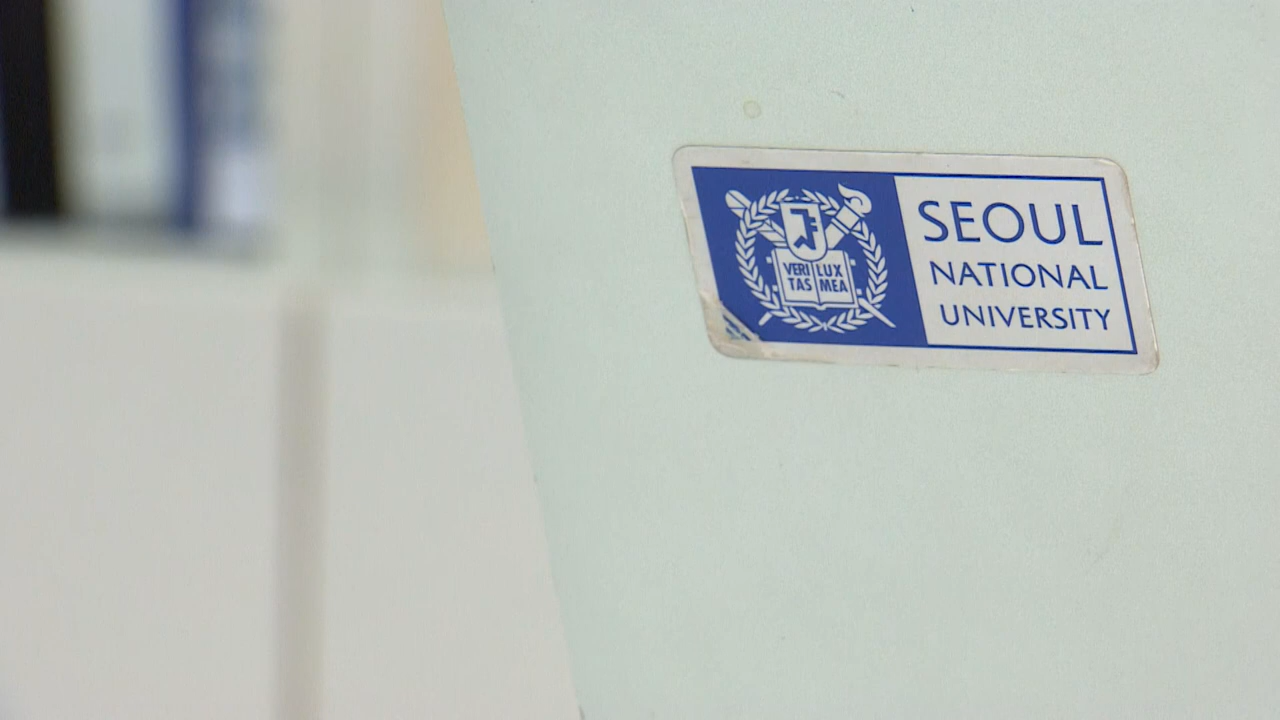 VERI LUX
TAS MEA
SEOUL
NATIONAL
UNIVERSITY